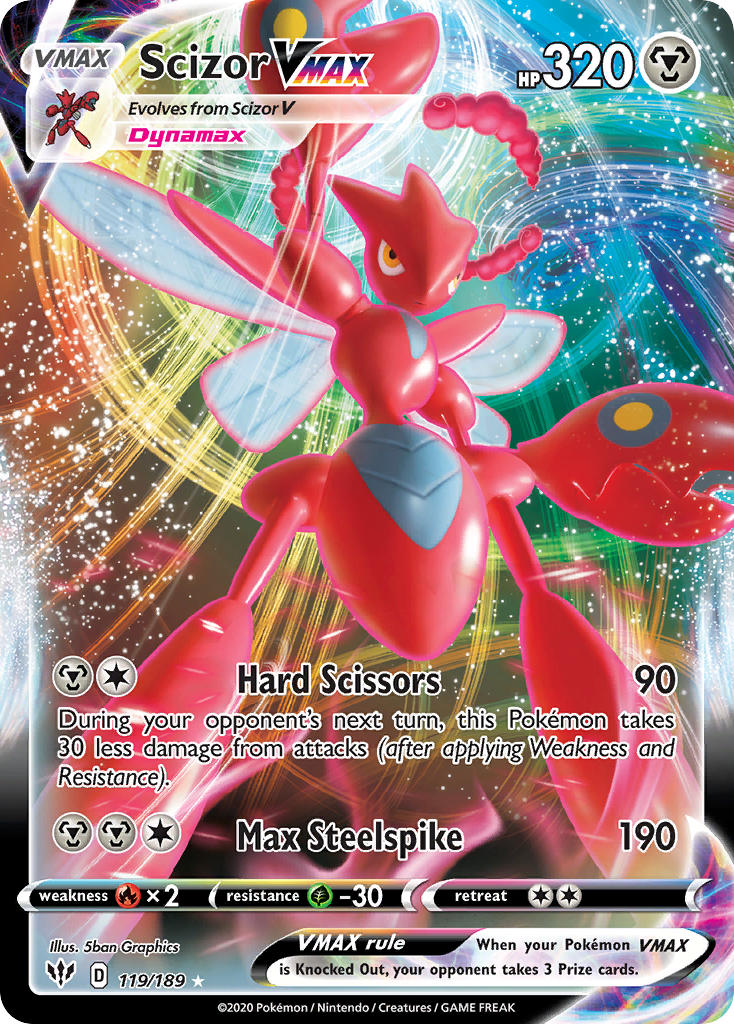 VMAX
Scizor VMAX
HP 320
Evolves from Scizor V
Dynamax
Hard Scissors 90
During your opponent's next turn, this Pokémon takes
30 less damage from attacks (after applying Weakness and
Resistance).
Max Steelspike 190
weakness ×2 resistance -30 retreat
Illus. 5ban Graphics
VMAX rule When your Pokémon VMAX
is Knocked Out, your opponent takes 3 Prize cards.
D 119/189 ★
©2020 Pokémon / Nintendo / Creatures / GAME FREAK